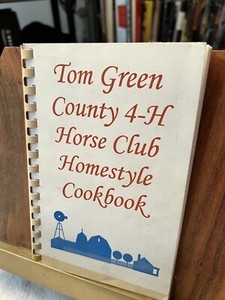 Tom Green
County 4-H
Horse Club
Homestyle
Cookbook